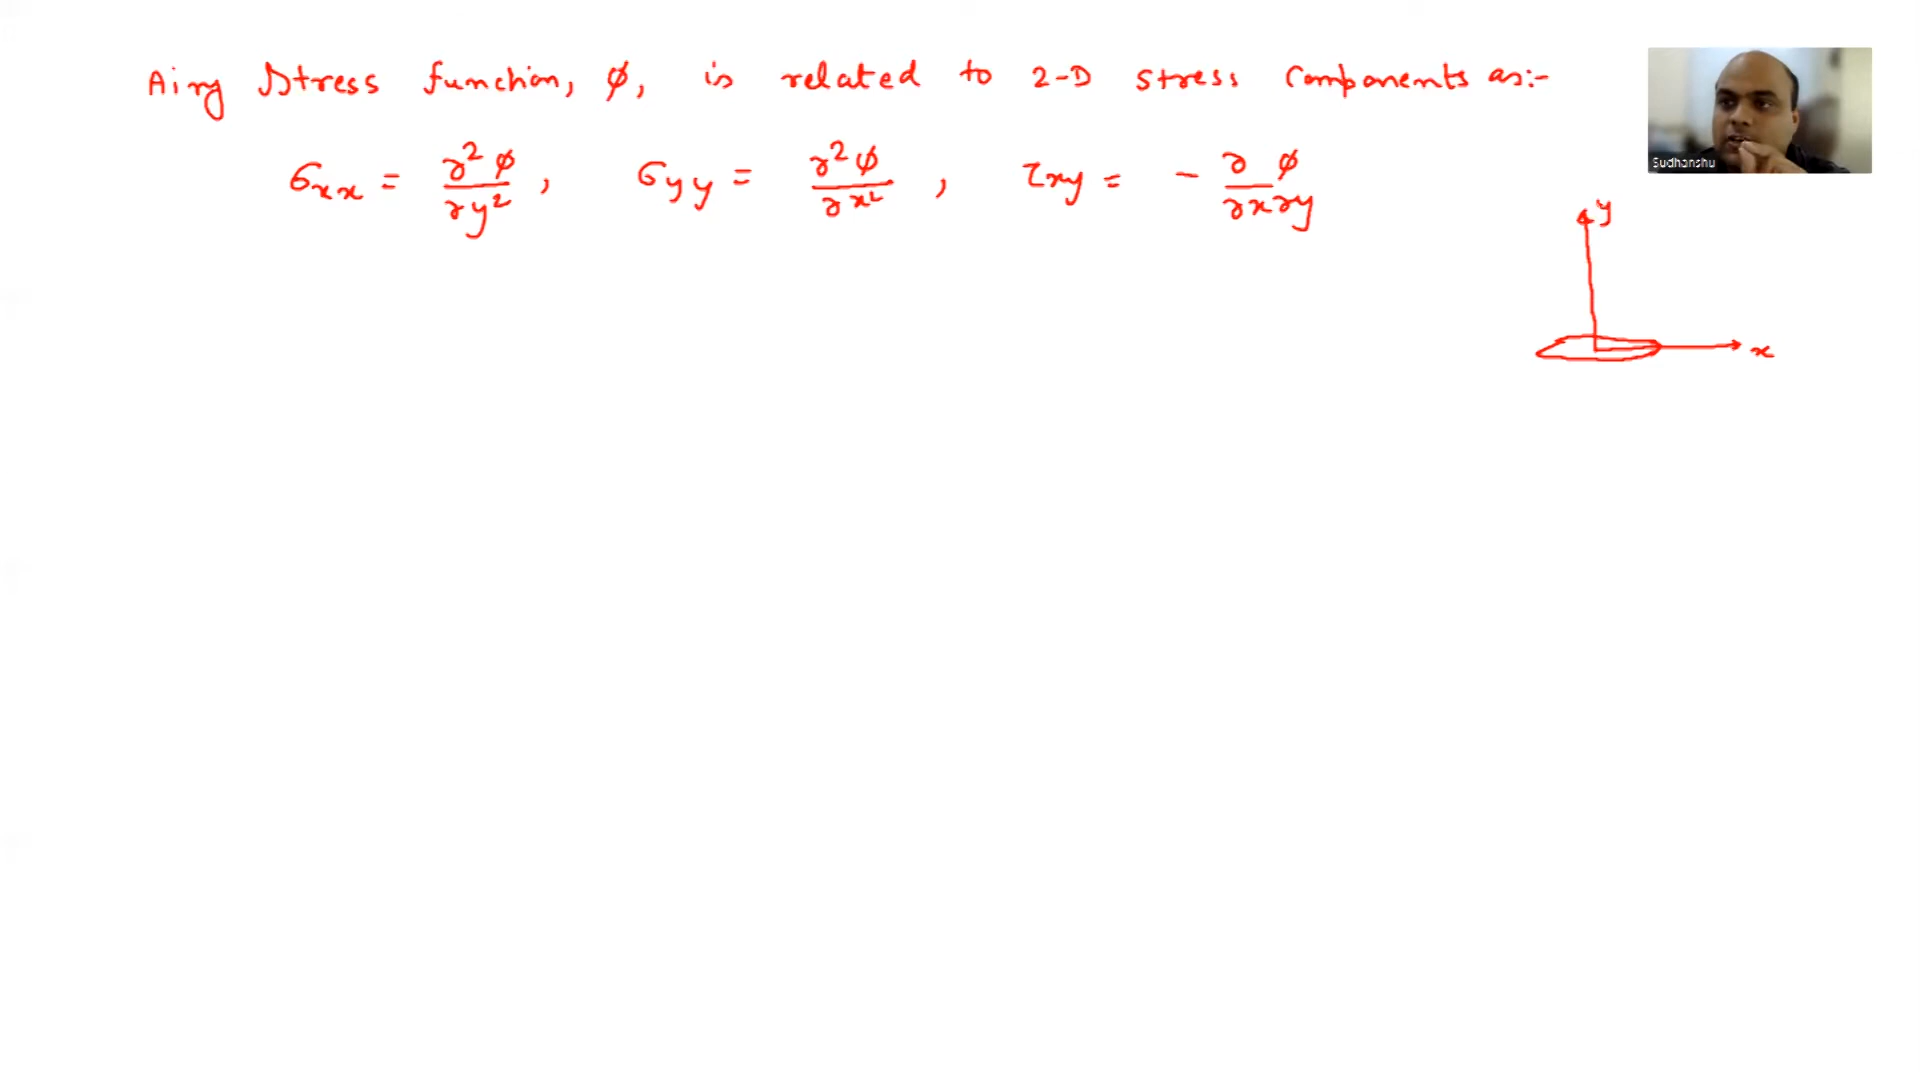 Airy Stress function, φ, is related to 2-D stress components as:-
σxx = ∂²φ/∂y², σyy = ∂²φ/∂x², τxy = - ∂ φ/∂x∂y
Sudhanshu
y
x